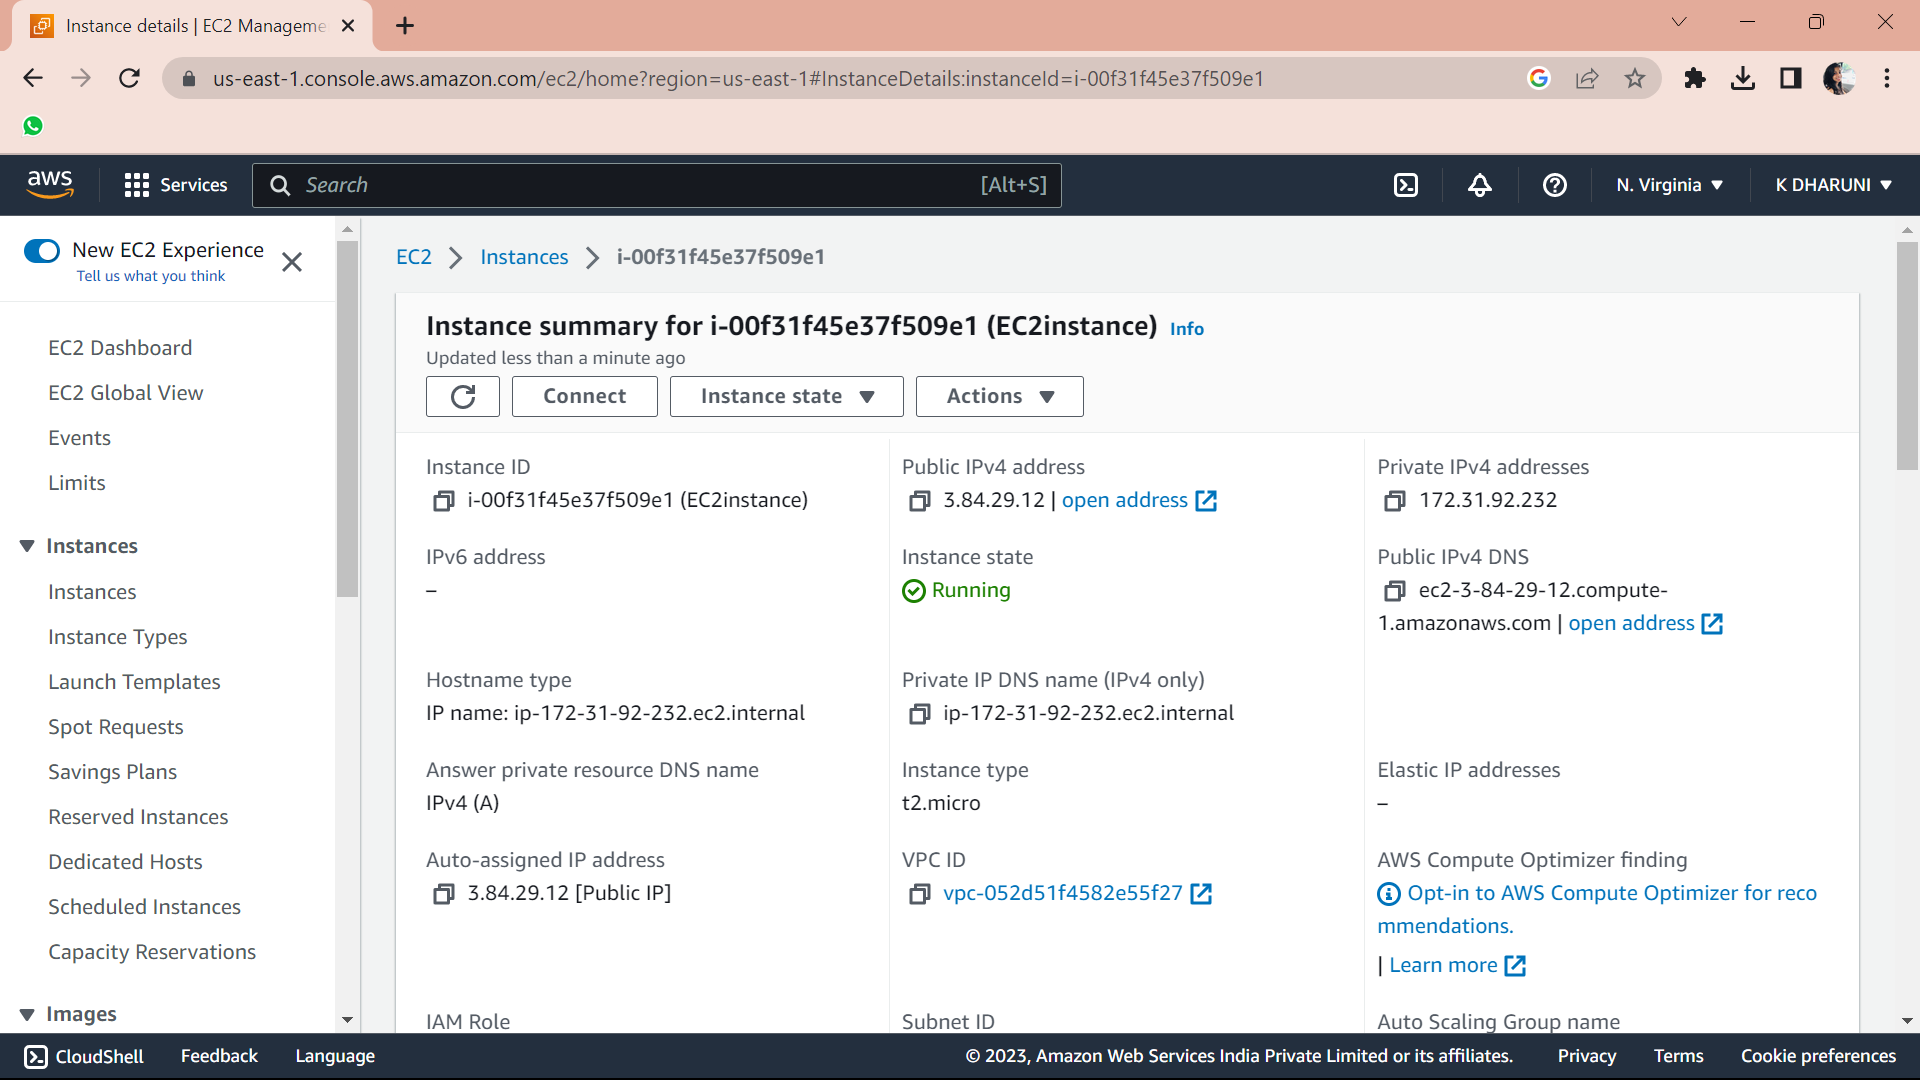 Instance details | EC2 Manageme
us-east-1.console.aws.amazon.com/ec2/home?region=us-east-1#InstanceDetails:instanceId=i-00f31f45e37f509e1
aws
Services
Search
[Alt+S]
N. Virginia
K DHARUNI
New EC2 Experience
Tell us what you think
EC2 Dashboard
EC2 Global View
Events
Limits
Instances
Instances
Instance Types
Launch Templates
Spot Requests
Savings Plans
Reserved Instances
Dedicated Hosts
Scheduled Instances
Capacity Reservations
Images
EC2
Instances
i-00f31f45e37f509e1
Instance summary for i-00f31f45e37f509e1 (EC2instance) Info
Updated less than a minute ago
Connect
Instance state
Actions
Instance ID
i-00f31f45e37f509e1 (EC2instance)
Public IPv4 address
3.84.29.12 | open address
Private IPv4 addresses
172.31.92.232
IPv6 address
–
Instance state
Running
Public IPv4 DNS
ec2-3-84-29-12.compute-
1.amazonaws.com | open address
Hostname type
IP name: ip-172-31-92-232.ec2.internal
Private IP DNS name (IPv4 only)
ip-172-31-92-232.ec2.internal
Answer private resource DNS name
IPv4 (A)
Instance type
t2.micro
Elastic IP addresses
–
Auto-assigned IP address
3.84.29.12 [Public IP]
VPC ID
vpc-052d51f4582e55f27
AWS Compute Optimizer finding
Opt-in to AWS Compute Optimizer for reco
mmendations.
| Learn more
IAM Role
Subnet ID
Auto Scaling Group name
CloudShell
Feedback
Language
© 2023, Amazon Web Services India Private Limited or its affiliates.
Privacy
Terms
Cookie preferences